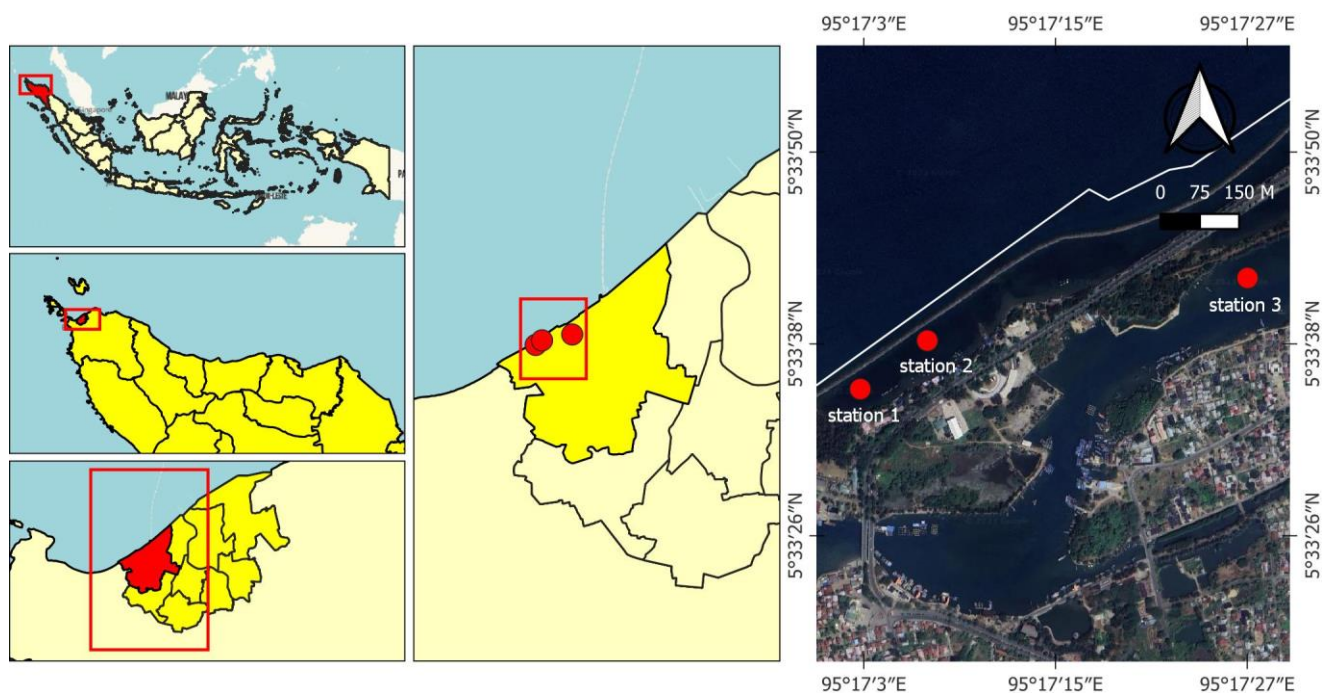 MALAY
95°17′3″E 95°17′15″E 95°17′27″E
5°33′50″N
5°33′50″N
0 75 150 M
station 3
5°33′38″N
station 2
5°33′38″N
station 1
5°33′26″N
5°33′26″N
95°17′3″E 95°17′15″E 95°17′27″E